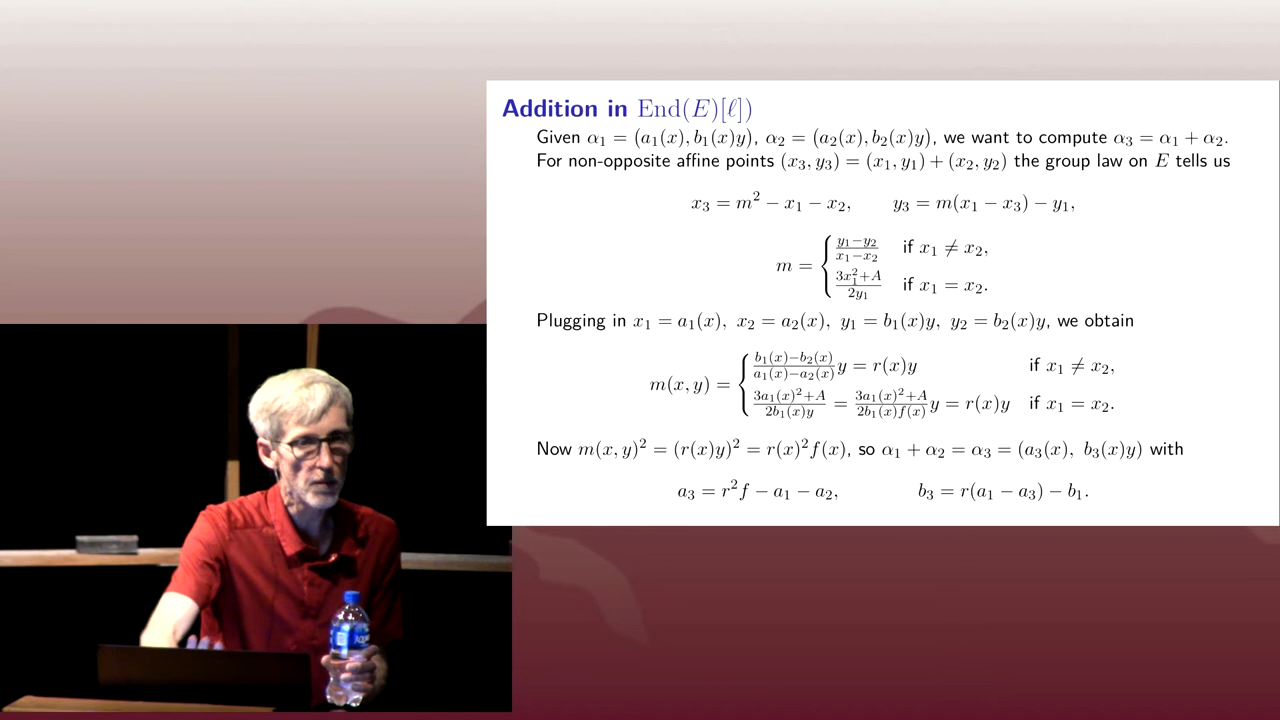 Addition in End(E)[ℓ])
Given α₁ = (a₁(x), b₁(x)y), α₂ = (a₂(x), b₂(x)y), we want to compute α₃ = α₁ + α₂.
For non-opposite affine points (x₃, y₃) = (x₁, y₁) + (x₂, y₂) the group law on E tells us
x₃ = m² − x₁ − x₂, y₃ = m(x₁ − x₃) − y₁,
m = { (y₁−y₂)/(x₁−x₂) if x₁ ≠ x₂,
(3x₁²+A)/(2y₁) if x₁ = x₂.
Plugging in x₁ = a₁(x), x₂ = a₂(x), y₁ = b₁(x)y, y₂ = b₂(x)y, we obtain
m(x, y) = { (b₁(x)−b₂(x))/(a₁(x)−a₂(x)) y = r(x)y if x₁ ≠ x₂,
(3a₁(x)²+A)/(2b₁(x)y) = (3a₁(x)²+A)/(2b₁(x)f(x)) y = r(x)y if x₁ = x₂.
Now m(x, y)² = (r(x)y)² = r(x)²f(x), so α₁ + α₂ = α₃ = (a₃(x), b₃(x)y) with
a₃ = r²f − a₁ − a₂, b₃ = r(a₁ − a₃) − b₁.